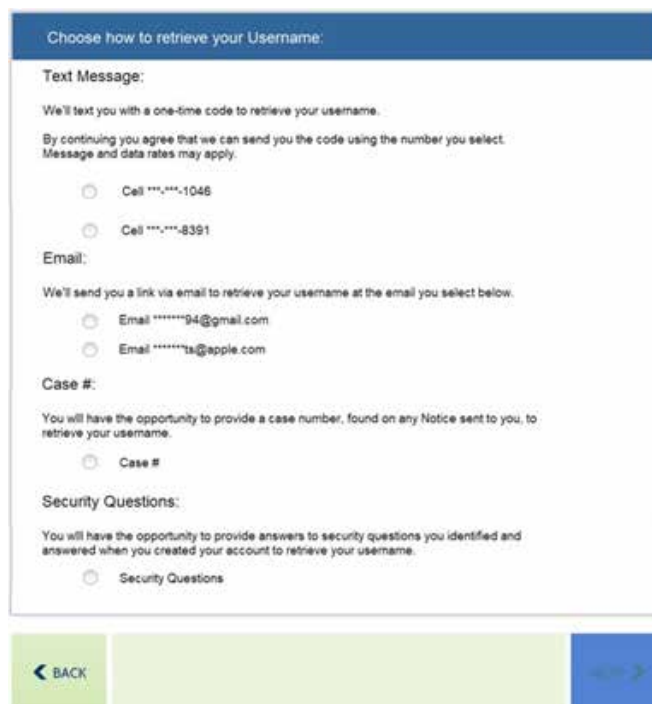 Choose how to retrieve your Username:
Text Message:
We'll text you with a one-time code to retrieve your username.
By continuing you agree that we can send you the code using the number you select.
Message and data rates may apply.
Cell ***-***-1046
Cell ***-***-8391
Email:
We'll send you a link via email to retrieve your username at the email you select below.
Email *******94@gmail.com
Email *******ts@apple.com
Case #:
You will have the opportunity to provide a case number, found on any Notice sent to you, to
retrieve your username.
Case #
Security Questions:
You will have the opportunity to provide answers to security questions you identified and
answered when you created your account to retrieve your username.
Security Questions
BACK
NEXT